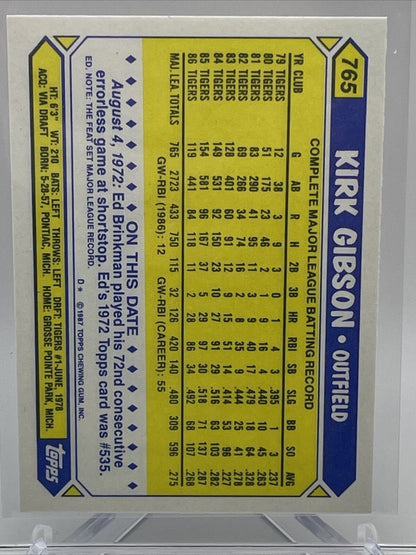 765
KIRK GIBSON • OUTFIELD
COMPLETE MAJOR LEAGUE BATTING RECORD
YR CLUB G AB R H 2B 3B HR RBI SB SLG BB SO AVG
79 TIGERS 12 38 3 9 3 0 1 4 3 .395 1 3 .237
80 TIGERS 51 175 23 46 2 1 9 16 4 .440 10 45 .263
81 TIGERS 83 290 41 95 11 3 9 40 17 .479 18 64 .328
82 TIGERS 69 266 34 74 16 2 8 35 9 .444 25 41 .278
83 TIGERS 128 401 60 91 12 9 15 51 14 .414 53 96 .227
84 TIGERS 149 531 92 150 23 10 27 91 29 .516 63 103 .282
85 TIGERS 154 581 96 167 37 5 29 97 30 .518 71 137 .287
86 TIGERS 119 441 84 118 11 2 28 86 34 .492 68 107 .268
MAJ. LEA. TOTALS 765 2723 433 750 115 32 126 420 140 .480 309 596 .275
GW-RBI (1986): 12 GW-RBI (CAREER): 55
ON THIS DATE
August 4, 1972: Ed Brinkman played his 72nd consecutive
errorless game at shortstop. Ed's 1972 Topps card was #535.
ED. NOTE: THE FEAT SET MAJOR LEAGUE RECORD.
D* © 1987 TOPPS CHEWING GUM, INC.
HT: 6'3" WT: 210 BATS: LEFT THROWS: LEFT DRFT: TIGERS #1-JUNE, 1978
ACQ: VIA DRAFT BORN: 5-28-57, PONTIAC, MICH. HOME: GROSSE POINTE PARK, MICH.
topps